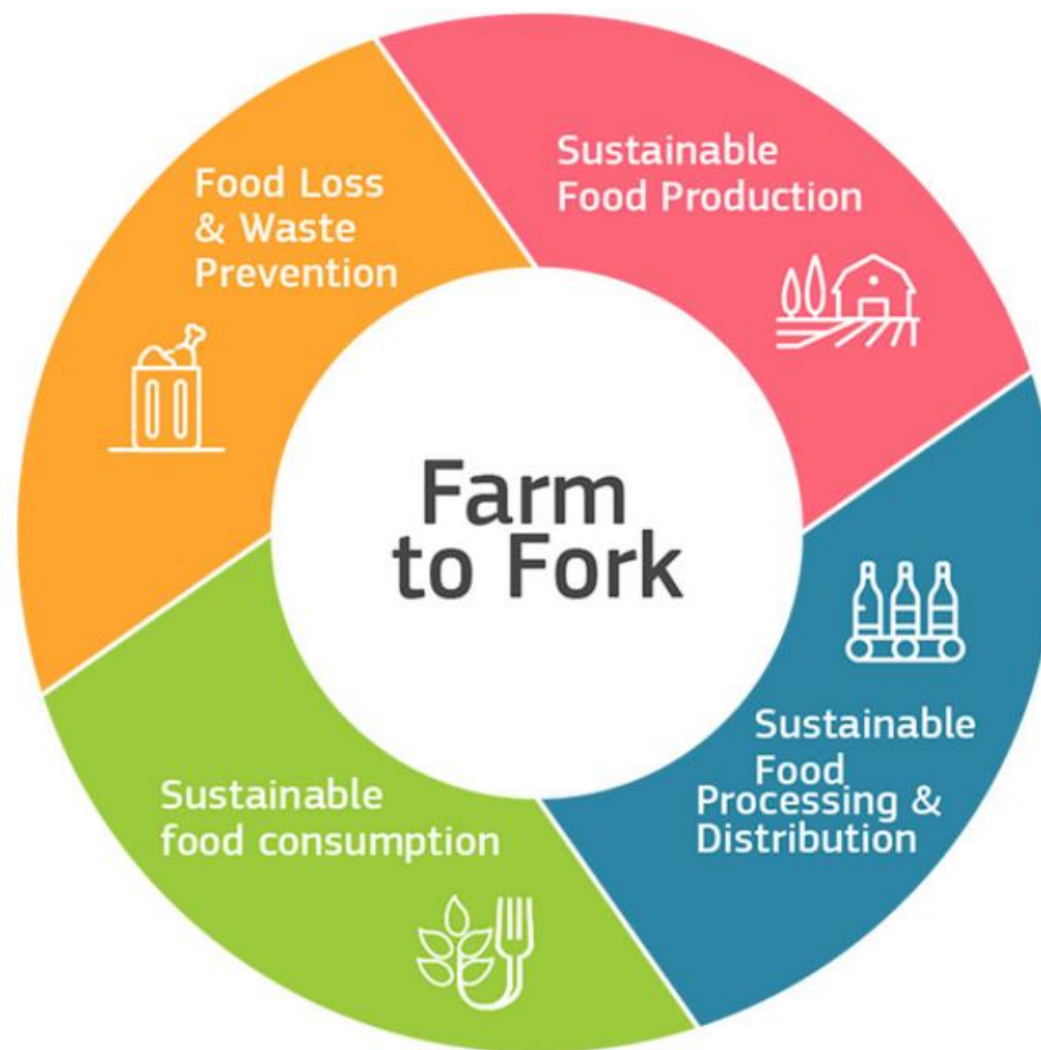 Food Loss
& Waste
Prevention
Sustainable
Food Production
Farm
to Fork
Sustainable
Food
Processing &
Distribution
Sustainable
food consumption